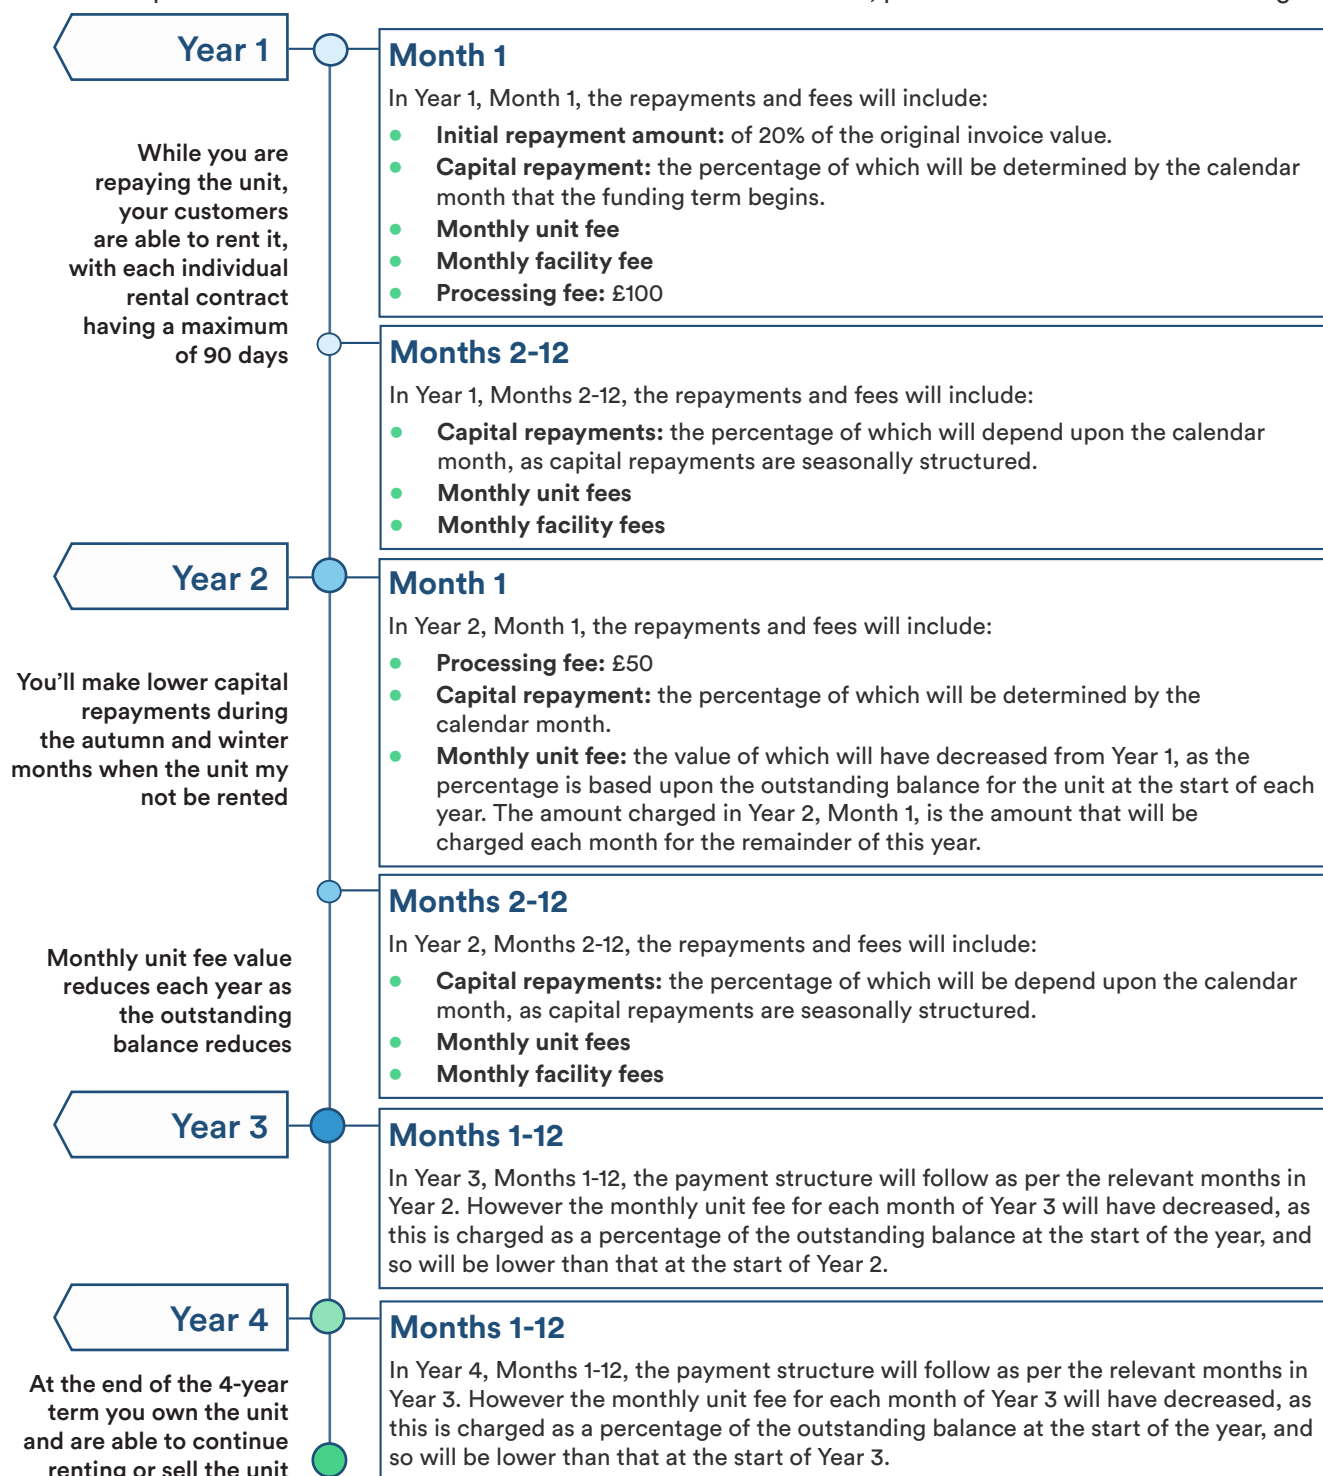 Year 1
While you are
repaying the unit,
your customers
are able to rent it,
with each individual
rental contract
having a maximum
of 90 days
Month 1
In Year 1, Month 1, the repayments and fees will include:
Initial repayment amount: of 20% of the original invoice value.
Capital repayment: the percentage of which will be determined by the calendar
month that the funding term begins.
Monthly unit fee
Monthly facility fee
Processing fee: £100
Months 2-12
In Year 1, Months 2-12, the repayments and fees will include:
Capital repayments: the percentage of which will depend upon the calendar
month, as capital repayments are seasonally structured.
Monthly unit fees
Monthly facility fees
Year 2
You’ll make lower capital
repayments during
the autumn and winter
months when the unit my
not be rented
Month 1
In Year 2, Month 1, the repayments and fees will include:
Processing fee: £50
Capital repayment: the percentage of which will be determined by the
calendar month.
Monthly unit fee: the value of which will have decreased from Year 1, as the
percentage is based upon the outstanding balance for the unit at the start of each
year. The amount charged in Year 2, Month 1, is the amount that will be
charged each month for the remainder of this year.
Monthly unit fee value
reduces each year as
the outstanding
balance reduces
Months 2-12
In Year 2, Months 2-12, the repayments and fees will include:
Capital repayments: the percentage of which will be depend upon the calendar
month, as capital repayments are seasonally structured.
Monthly unit fees
Monthly facility fees
Year 3
Months 1-12
In Year 3, Months 1-12, the payment structure will follow as per the relevant months in
Year 2. However the monthly unit fee for each month of Year 3 will have decreased, as
this is charged as a percentage of the outstanding balance at the start of the year, and
so will be lower than that at the start of Year 2.
Year 4
At the end of the 4-year
term you own the unit
and are able to continue
renting or sell the unit
Months 1-12
In Year 4, Months 1-12, the payment structure will follow as per the relevant months in
Year 3. However the monthly unit fee for each month of Year 3 will have decreased, as
this is charged as a percentage of the outstanding balance at the start of the year, and
so will be lower than that at the start of Year 3.